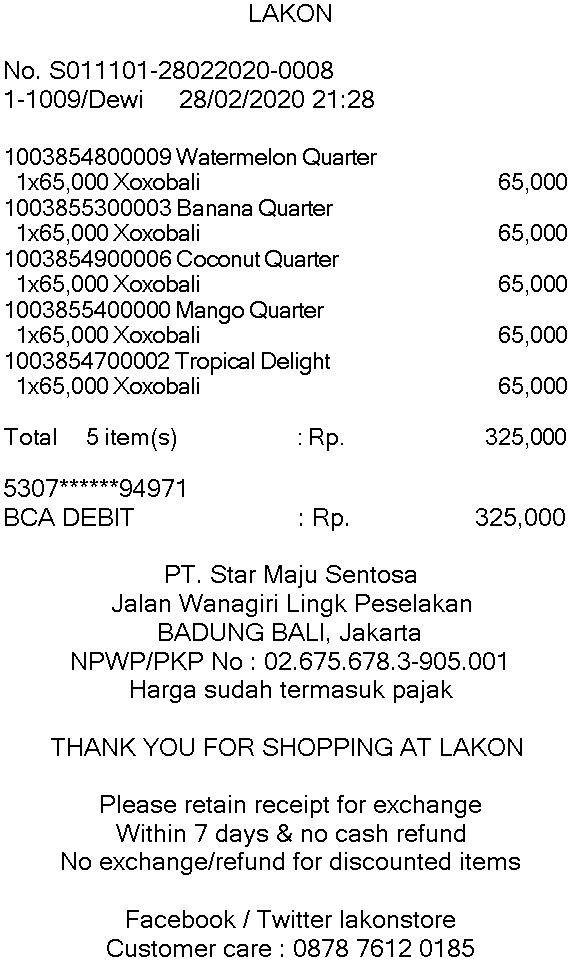 LAKON
No. S011101-28022020-0008
1-1009/Dewi 28/02/2020 21:28
1003854800009 Watermelon Quarter
1x65,000 Xoxobali 65,000
1003855300003 Banana Quarter
1x65,000 Xoxobali 65,000
1003854900006 Coconut Quarter
1x65,000 Xoxobali 65,000
1003855400000 Mango Quarter
1x65,000 Xoxobali 65,000
1003854700002 Tropical Delight
1x65,000 Xoxobali 65,000
Total 5 item(s) : Rp. 325,000
5307******94971
BCA DEBIT : Rp. 325,000
PT. Star Maju Sentosa
Jalan Wanagiri Lingk Peselakan
BADUNG BALI, Jakarta
NPWP/PKP No : 02.675.678.3-905.001
Harga sudah termasuk pajak
THANK YOU FOR SHOPPING AT LAKON
Please retain receipt for exchange
Within 7 days & no cash refund
No exchange/refund for discounted items
Facebook / Twitter lakonstore
Customer care : 0878 7612 0185